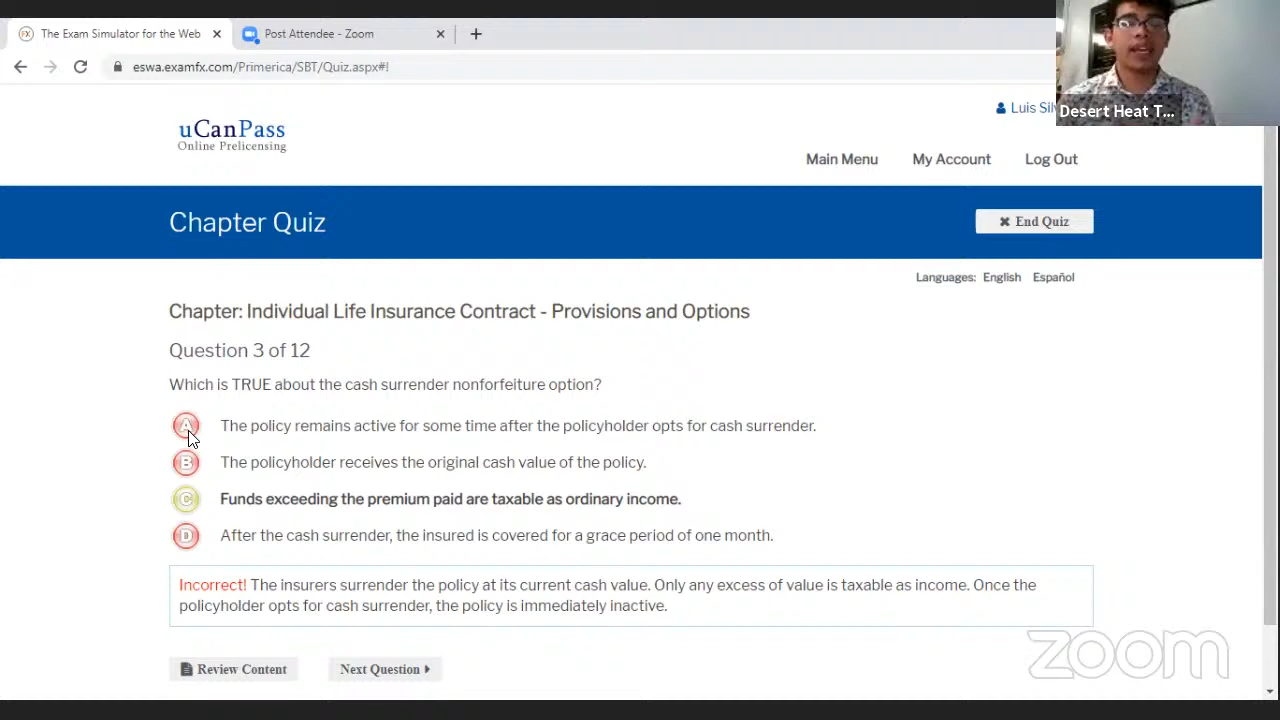 The Exam Simulator for the Web
Post Attendee - Zoom
eswa.examfx.com/Primerica/SBT/Quiz.aspx#!
Desert Heat T...
Luis Silv
uCanPass
Online Prelicensing
Main Menu My Account Log Out
Chapter Quiz
End Quiz
Languages: English Español
Chapter: Individual Life Insurance Contract - Provisions and Options
Question 3 of 12
Which is TRUE about the cash surrender nonforfeiture option?
A The policy remains active for some time after the policyholder opts for cash surrender.
B The policyholder receives the original cash value of the policy.
C Funds exceeding the premium paid are taxable as ordinary income.
D After the cash surrender, the insured is covered for a grace period of one month.
Incorrect! The insurers surrender the policy at its current cash value. Only any excess of value is taxable as income. Once the
policyholder opts for cash surrender, the policy is immediately inactive.
Review Content Next Question
zoom